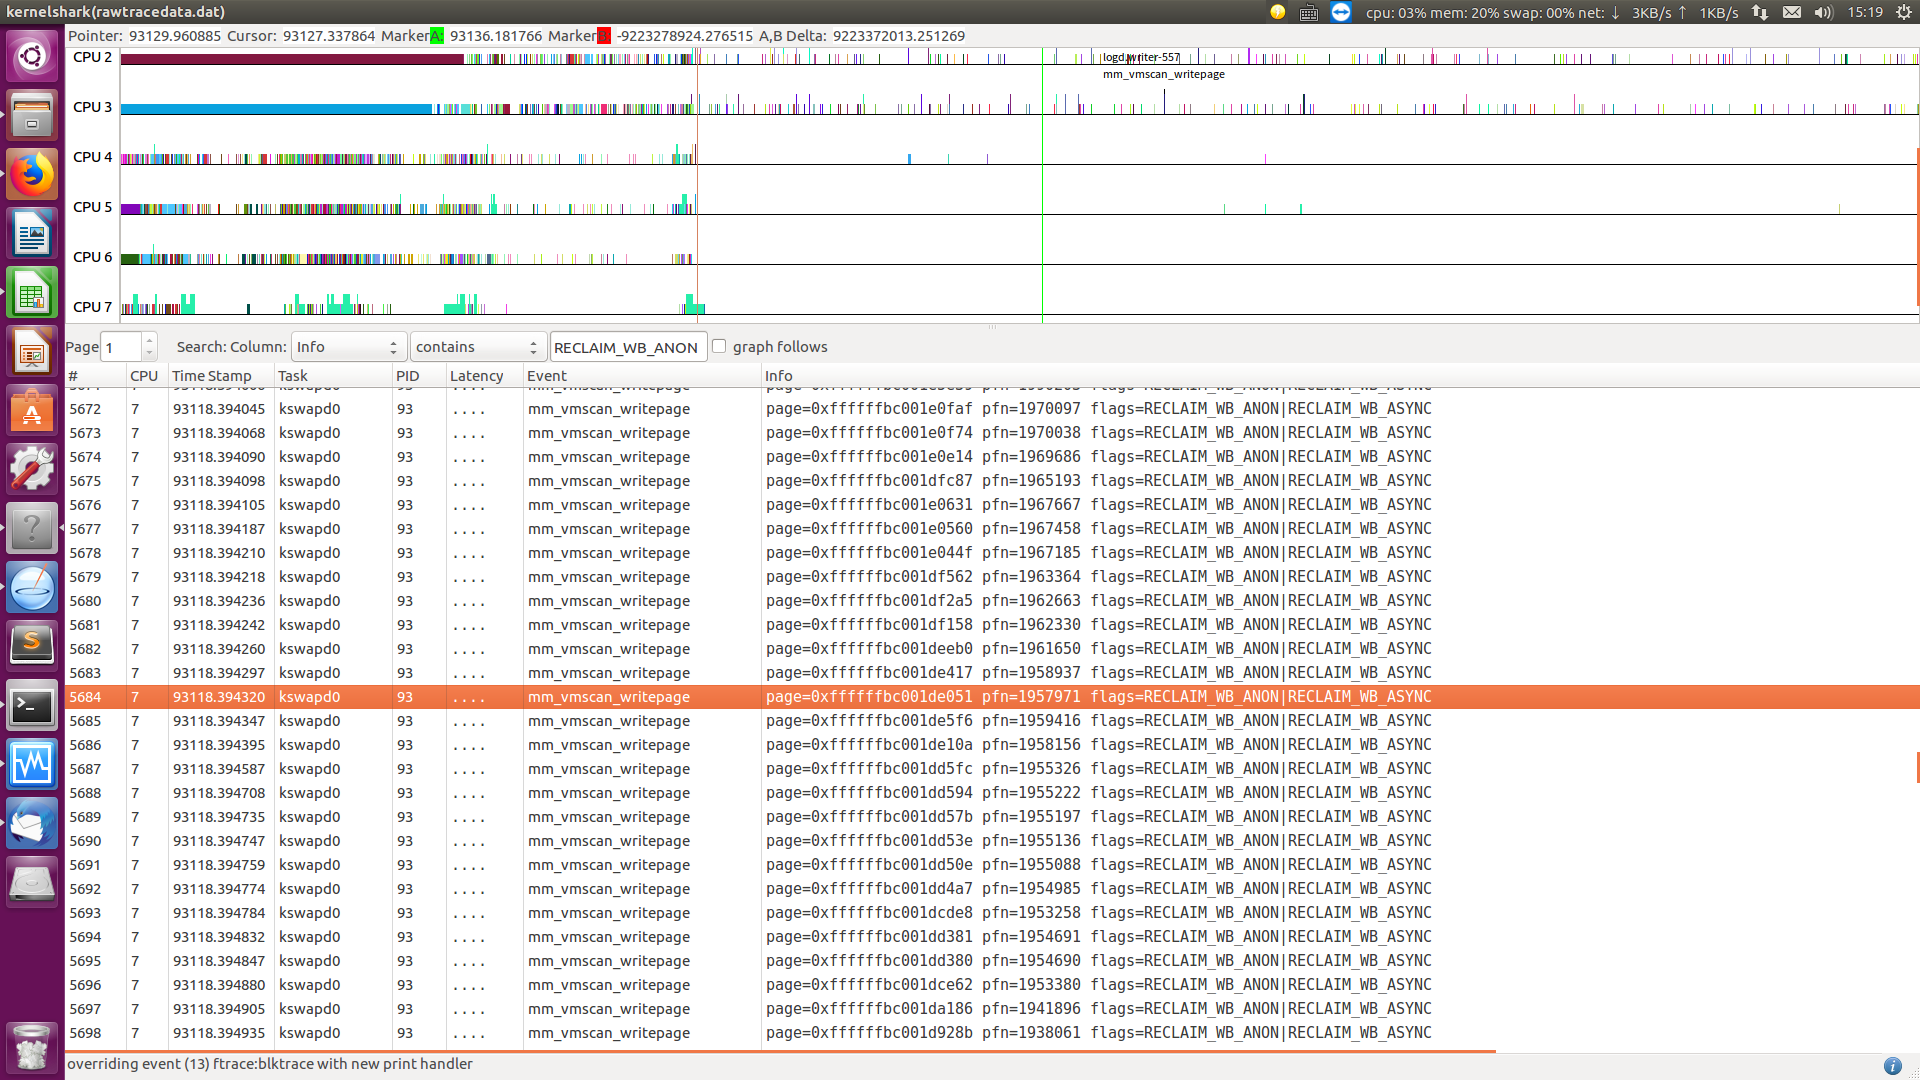 kernelshark(rawtracedata.dat)
cpu: 03% mem: 20% swap: 00% net: ↓ 3KB/s ↑ 1KB/s
15:19
Pointer: 93129.960885 Cursor: 93127.337864 Marker A: 93136.181766 Marker B: -9223278924.276515 A,B Delta: 9223372013.251269
CPU 2
logd.writer-557
mm_vmscan_writepage
CPU 3
CPU 4
CPU 5
CPU 6
CPU 7
Page 1 Search: Column: Info contains RECLAIM_WB_ANON graph follows
# CPU Time Stamp Task PID Latency Event Info
5672 7 93118.394045 kswapd0 93 .... mm_vmscan_writepage page=0xffffffbc001e0faf pfn=1970097 flags=RECLAIM_WB_ANON|RECLAIM_WB_ASYNC
5673 7 93118.394068 kswapd0 93 .... mm_vmscan_writepage page=0xffffffbc001e0f74 pfn=1970038 flags=RECLAIM_WB_ANON|RECLAIM_WB_ASYNC
5674 7 93118.394090 kswapd0 93 .... mm_vmscan_writepage page=0xffffffbc001e0e14 pfn=1969686 flags=RECLAIM_WB_ANON|RECLAIM_WB_ASYNC
5675 7 93118.394098 kswapd0 93 .... mm_vmscan_writepage page=0xffffffbc001dfc87 pfn=1965193 flags=RECLAIM_WB_ANON|RECLAIM_WB_ASYNC
5676 7 93118.394105 kswapd0 93 .... mm_vmscan_writepage page=0xffffffbc001e0631 pfn=1967667 flags=RECLAIM_WB_ANON|RECLAIM_WB_ASYNC
5677 7 93118.394187 kswapd0 93 .... mm_vmscan_writepage page=0xffffffbc001e0560 pfn=1967458 flags=RECLAIM_WB_ANON|RECLAIM_WB_ASYNC
5678 7 93118.394210 kswapd0 93 .... mm_vmscan_writepage page=0xffffffbc001e044f pfn=1967185 flags=RECLAIM_WB_ANON|RECLAIM_WB_ASYNC
5679 7 93118.394218 kswapd0 93 .... mm_vmscan_writepage page=0xffffffbc001df562 pfn=1963364 flags=RECLAIM_WB_ANON|RECLAIM_WB_ASYNC
5680 7 93118.394236 kswapd0 93 .... mm_vmscan_writepage page=0xffffffbc001df2a5 pfn=1962663 flags=RECLAIM_WB_ANON|RECLAIM_WB_ASYNC
5681 7 93118.394242 kswapd0 93 .... mm_vmscan_writepage page=0xffffffbc001df158 pfn=1962330 flags=RECLAIM_WB_ANON|RECLAIM_WB_ASYNC
5682 7 93118.394260 kswapd0 93 .... mm_vmscan_writepage page=0xffffffbc001deeb0 pfn=1961650 flags=RECLAIM_WB_ANON|RECLAIM_WB_ASYNC
5683 7 93118.394297 kswapd0 93 .... mm_vmscan_writepage page=0xffffffbc001de417 pfn=1958937 flags=RECLAIM_WB_ANON|RECLAIM_WB_ASYNC
5684 7 93118.394320 kswapd0 93 .... mm_vmscan_writepage page=0xffffffbc001de051 pfn=1957971 flags=RECLAIM_WB_ANON|RECLAIM_WB_ASYNC
5685 7 93118.394347 kswapd0 93 .... mm_vmscan_writepage page=0xffffffbc001de5f6 pfn=1959416 flags=RECLAIM_WB_ANON|RECLAIM_WB_ASYNC
5686 7 93118.394395 kswapd0 93 .... mm_vmscan_writepage page=0xffffffbc001de10a pfn=1958156 flags=RECLAIM_WB_ANON|RECLAIM_WB_ASYNC
5687 7 93118.394587 kswapd0 93 .... mm_vmscan_writepage page=0xffffffbc001dd5fc pfn=1955326 flags=RECLAIM_WB_ANON|RECLAIM_WB_ASYNC
5688 7 93118.394708 kswapd0 93 .... mm_vmscan_writepage page=0xffffffbc001dd594 pfn=1955222 flags=RECLAIM_WB_ANON|RECLAIM_WB_ASYNC
5689 7 93118.394735 kswapd0 93 .... mm_vmscan_writepage page=0xffffffbc001dd57b pfn=1955197 flags=RECLAIM_WB_ANON|RECLAIM_WB_ASYNC
5690 7 93118.394747 kswapd0 93 .... mm_vmscan_writepage page=0xffffffbc001dd53e pfn=1955136 flags=RECLAIM_WB_ANON|RECLAIM_WB_ASYNC
5691 7 93118.394759 kswapd0 93 .... mm_vmscan_writepage page=0xffffffbc001dd50e pfn=1955088 flags=RECLAIM_WB_ANON|RECLAIM_WB_ASYNC
5692 7 93118.394774 kswapd0 93 .... mm_vmscan_writepage page=0xffffffbc001dd4a7 pfn=1954985 flags=RECLAIM_WB_ANON|RECLAIM_WB_ASYNC
5693 7 93118.394784 kswapd0 93 .... mm_vmscan_writepage page=0xffffffbc001dcde8 pfn=1953258 flags=RECLAIM_WB_ANON|RECLAIM_WB_ASYNC
5694 7 93118.394832 kswapd0 93 .... mm_vmscan_writepage page=0xffffffbc001dd381 pfn=1954691 flags=RECLAIM_WB_ANON|RECLAIM_WB_ASYNC
5695 7 93118.394847 kswapd0 93 .... mm_vmscan_writepage page=0xffffffbc001dd380 pfn=1954690 flags=RECLAIM_WB_ANON|RECLAIM_WB_ASYNC
5696 7 93118.394880 kswapd0 93 .... mm_vmscan_writepage page=0xffffffbc001dce62 pfn=1953380 flags=RECLAIM_WB_ANON|RECLAIM_WB_ASYNC
5697 7 93118.394905 kswapd0 93 .... mm_vmscan_writepage page=0xffffffbc001da186 pfn=1941896 flags=RECLAIM_WB_ANON|RECLAIM_WB_ASYNC
5698 7 93118.394935 kswapd0 93 .... mm_vmscan_writepage page=0xffffffbc001d928b pfn=1938061 flags=RECLAIM_WB_ANON|RECLAIM_WB_ASYNC
overriding event (13) ftrace:blktrace with new print handler